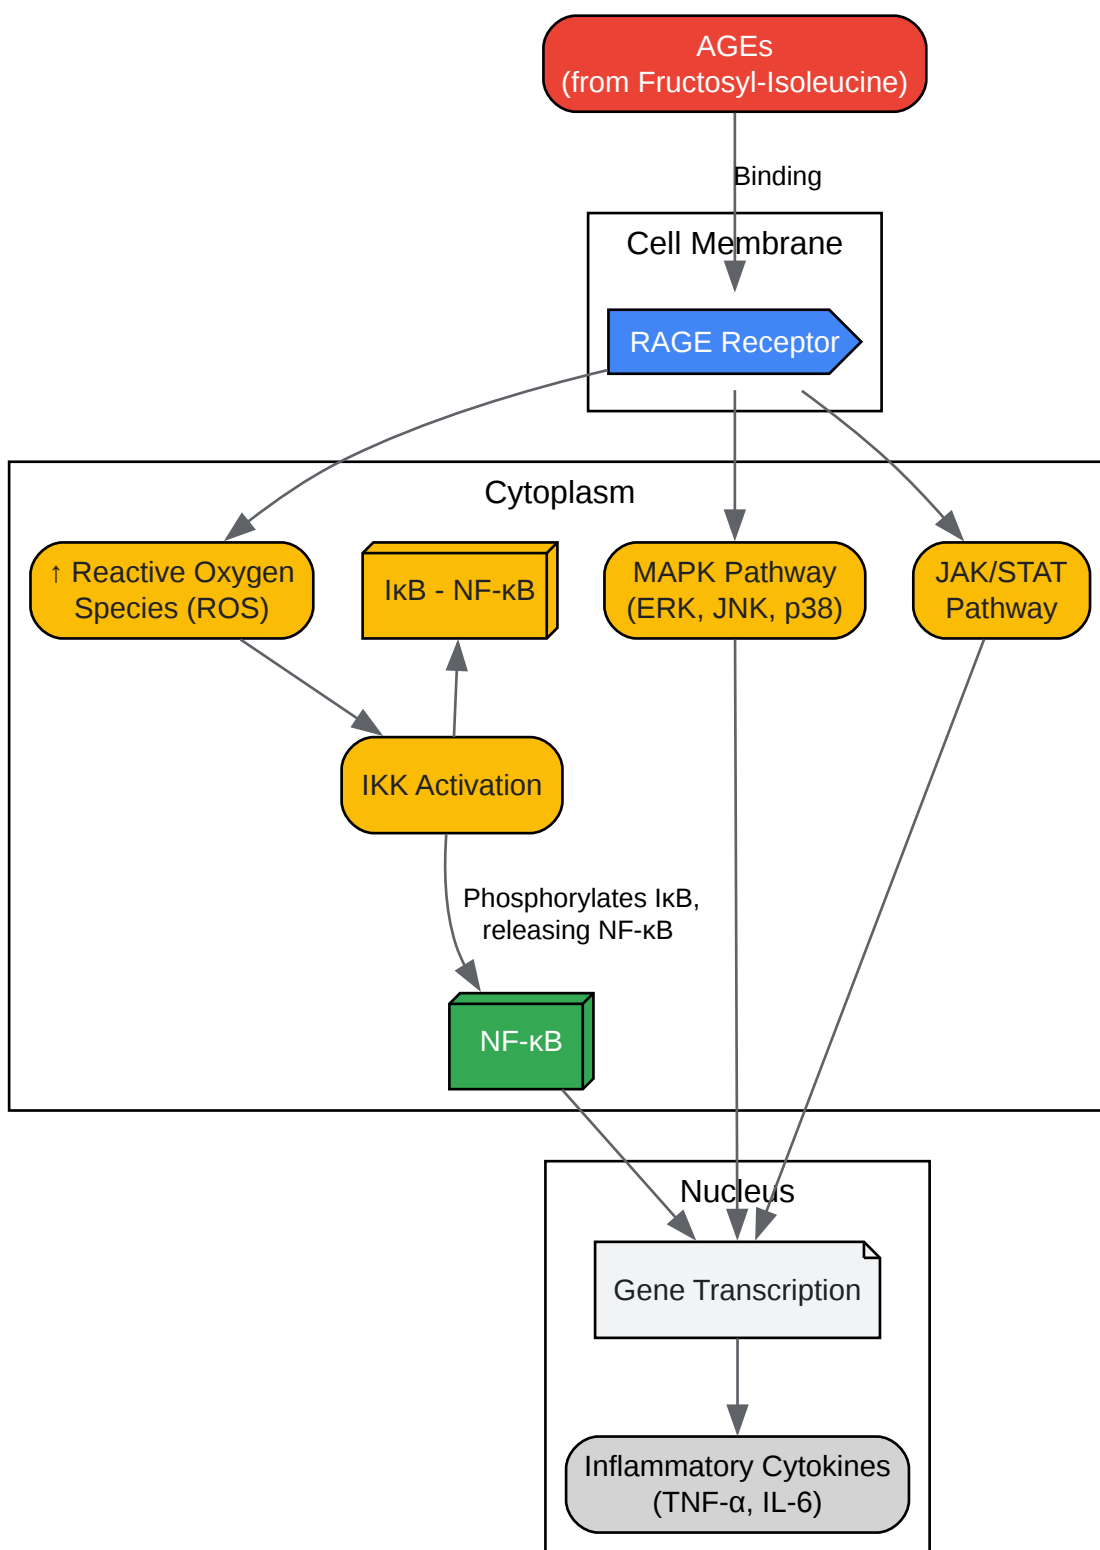 AGEs
(from Fructosyl-Isoleucine)
Binding
Cell Membrane
RAGE Receptor
Cytoplasm
↑ Reactive Oxygen
Species (ROS)
IκB - NF-κB
MAPK Pathway
(ERK, JNK, p38)
JAK/STAT
Pathway
IKK Activation
Phosphorylates IκB,
releasing NF-κB
NF-κB
Nucleus
Gene Transcription
Inflammatory Cytokines
(TNF-α, IL-6)